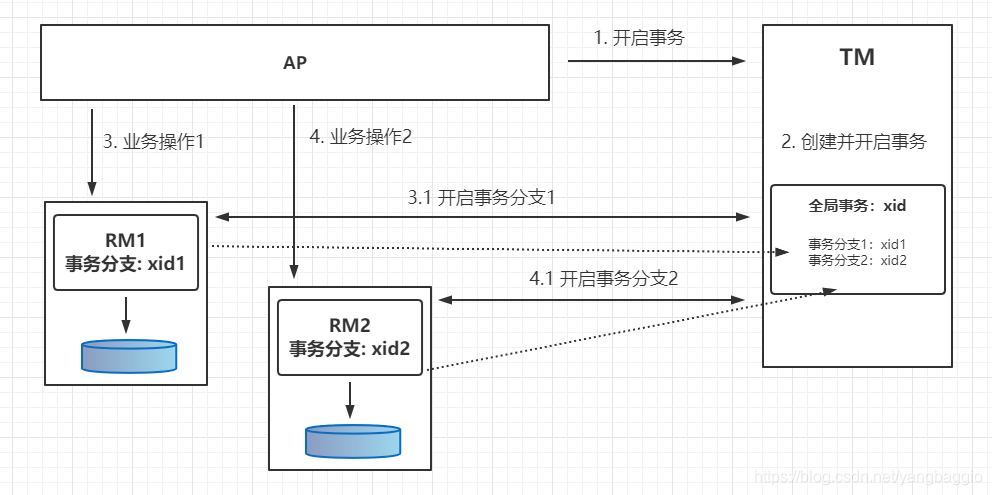 1. 开启事务
AP
TM
3. 业务操作1
4. 业务操作2
2. 创建并开启事务
3.1 开启事务分支1
全局事务：xid
RM1
事务分支: xid1
事务分支1：xid1
事务分支2：xid2
4.1 开启事务分支2
RM2
事务分支: xid2
https://blog.csdn.net/yangbaggio